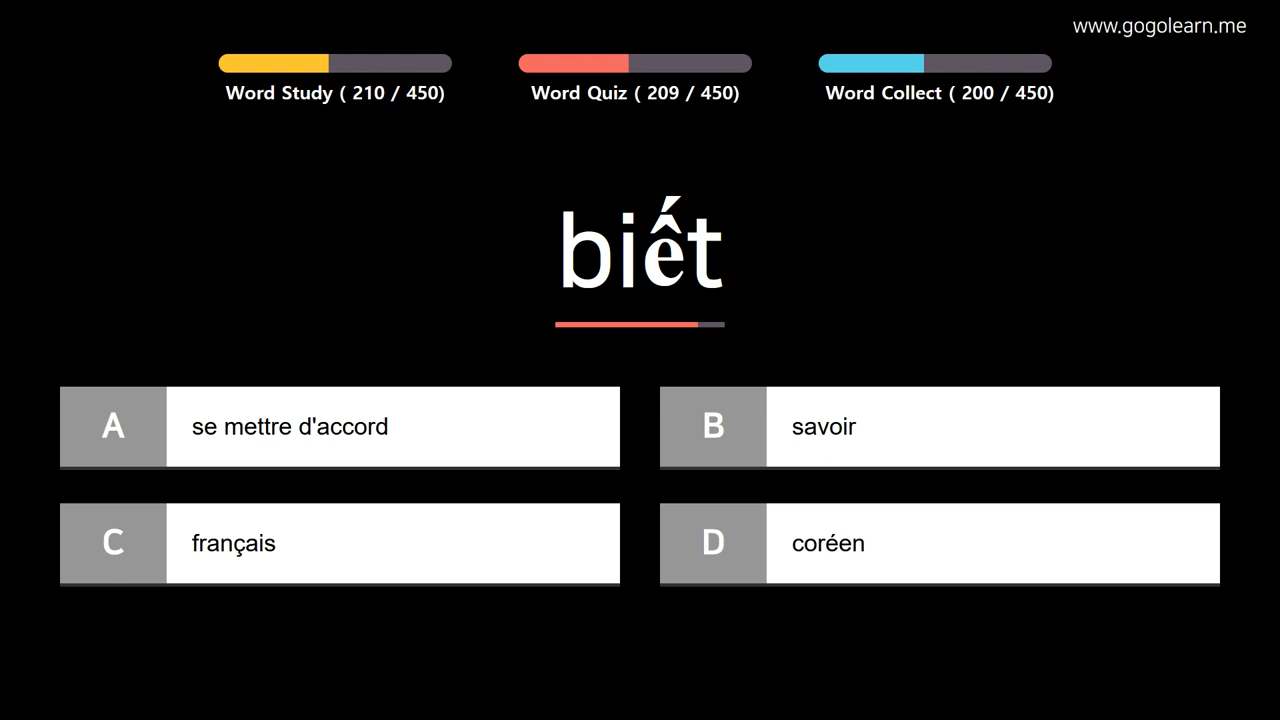 www.gogolearn.me
Word Study ( 210 / 450)
Word Quiz ( 209 / 450)
Word Collect ( 200 / 450)
biết
A
se mettre d'accord
B
savoir
C
français
D
coréen